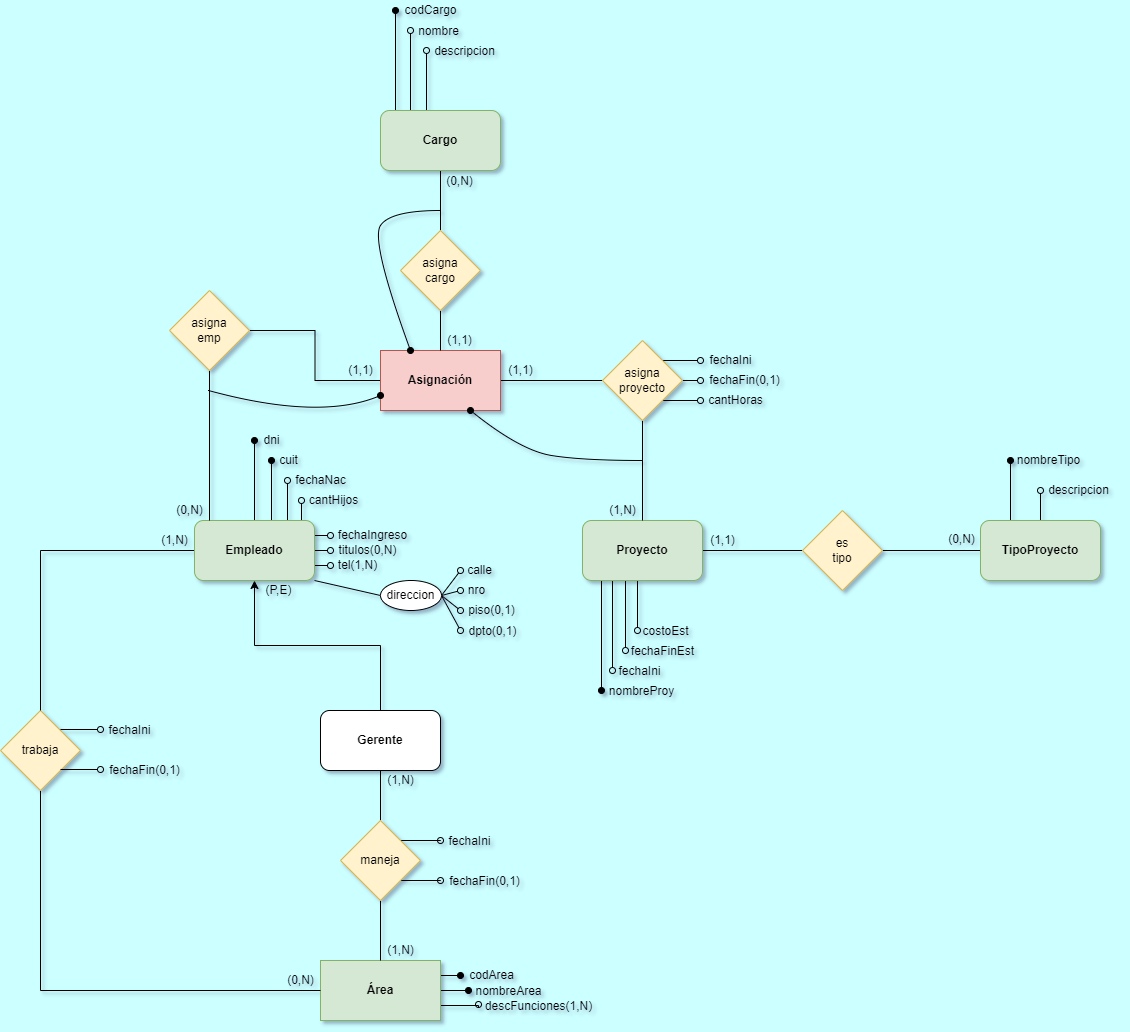 codCargo
nombre
descripcion
Cargo
(0,N)
asigna
cargo
(1,1)
asigna
emp
(1,1)
Asignación
(1,1)
asigna
proyecto
fechaIni
fechaFin(0,1)
cantHoras
dni
cuit
fechaNac
cantHijos
(0,N)
(1,N)
Empleado
fechaIngreso
titulos(0,N)
tel(1,N)
(P,E)
direccion
calle
nro
piso(0,1)
dpto(0,1)
(1,N)
Proyecto
(1,1)
es
tipo
(0,N)
nombreTipo
descripcion
TipoProyecto
costoEst
fechaFinEst
fechaIni
nombreProy
trabaja
fechaIni
fechaFin(0,1)
Gerente
(1,N)
maneja
fechaIni
fechaFin(0,1)
(1,N)
(0,N)
Área
codArea
nombreArea
descFunciones(1,N)